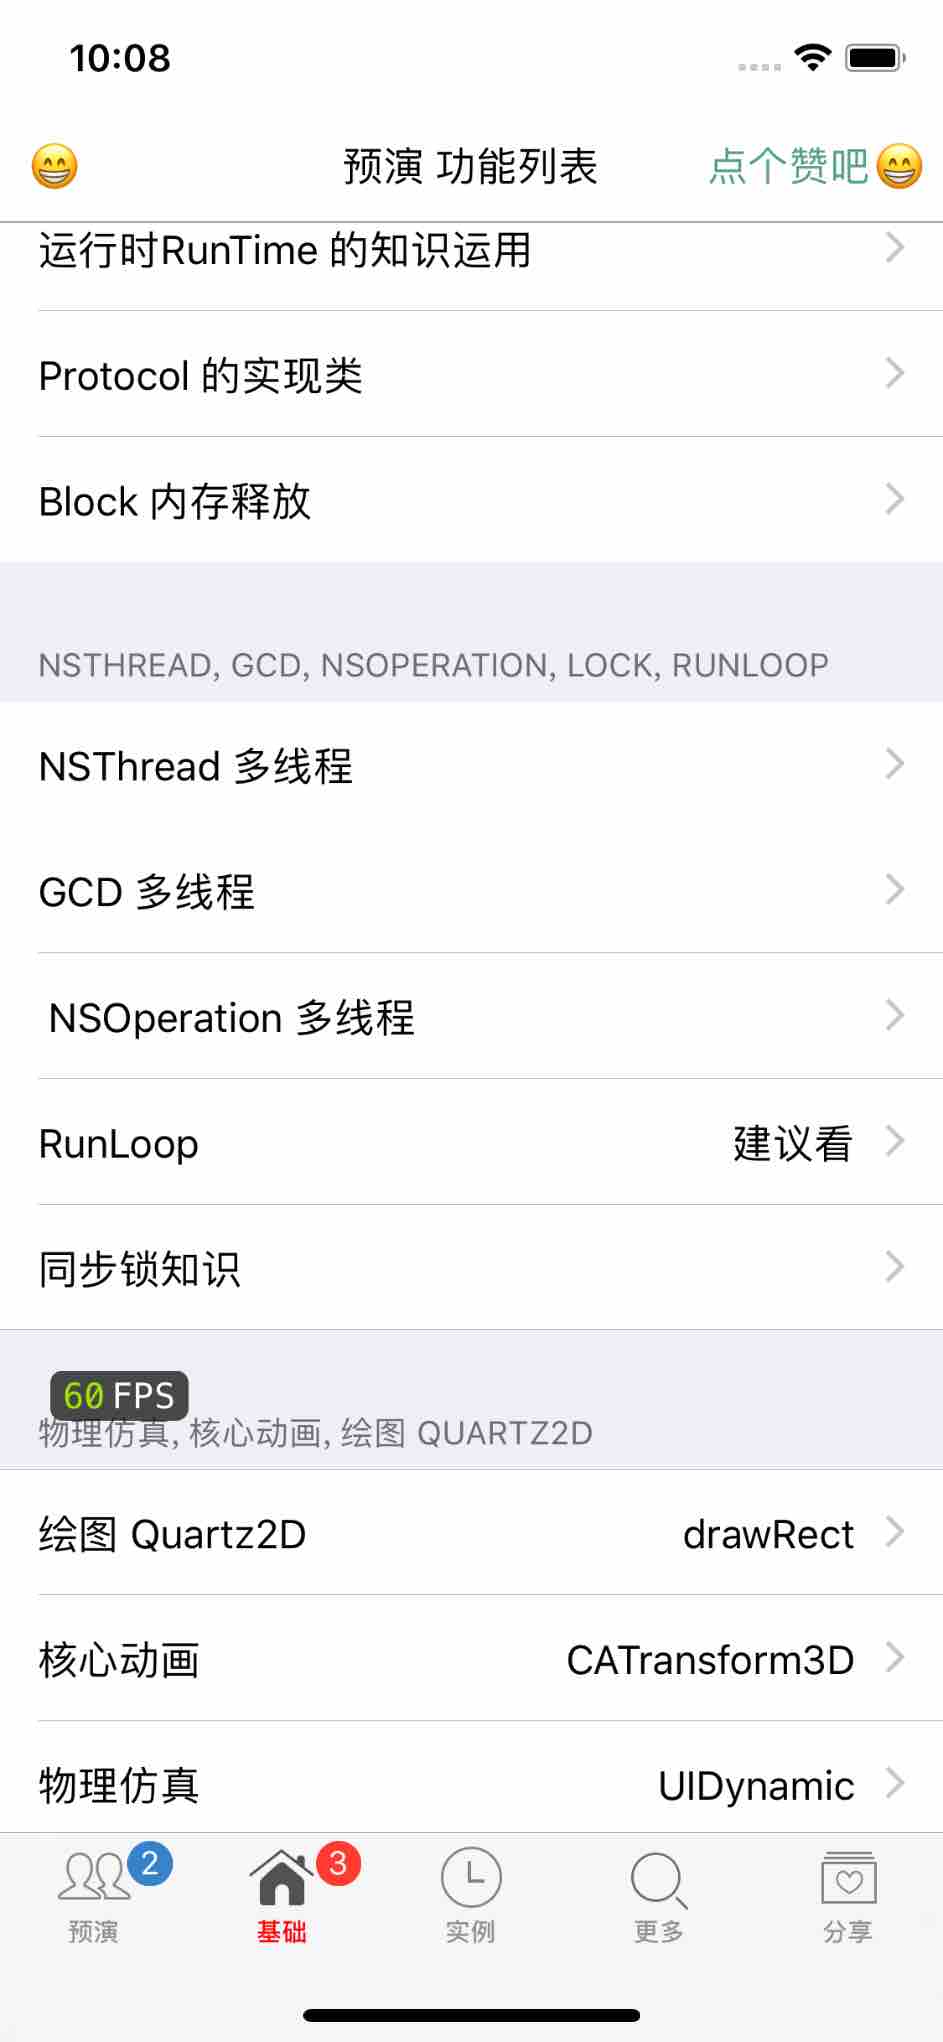 10:08
预演 功能列表
点个赞吧😁
运行时RunTime 的知识运用
Protocol 的实现类
Block 内存释放
NSTHREAD, GCD, NSOPERATION, LOCK, RUNLOOP
NSThread 多线程
GCD 多线程
NSOperation 多线程
RunLoop 建议看
同步锁知识
60 FPS
物理仿真, 核心动画, 绘图 QUARTZ2D
绘图 Quartz2D drawRect
核心动画 CATransform3D
物理仿真 UIDynamic
2 3
预演 基础 实例 更多 分享